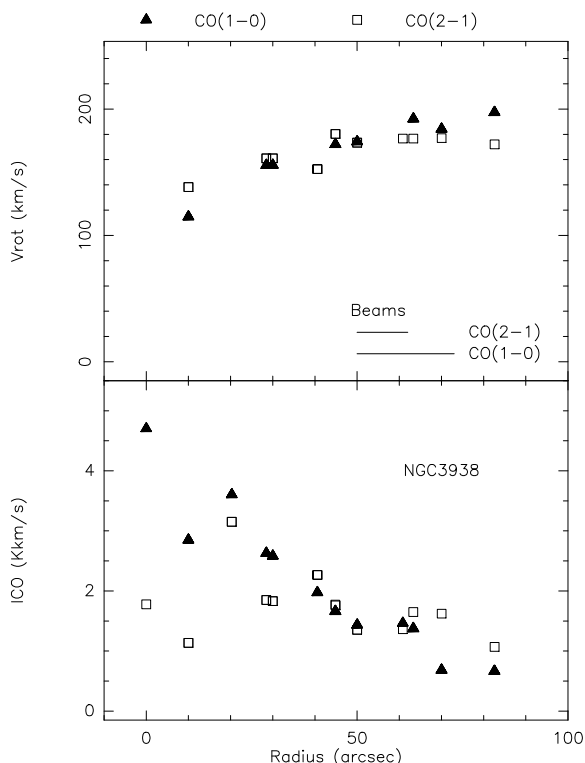 CO(1-0) CO(2-1)
200
Vrot (km/s)
100
Beams
CO(2-1)
CO(1-0)
0
NGC3938
4
ICO (Kkm/s)
2
0
0 50 100
Radius (arcsec)